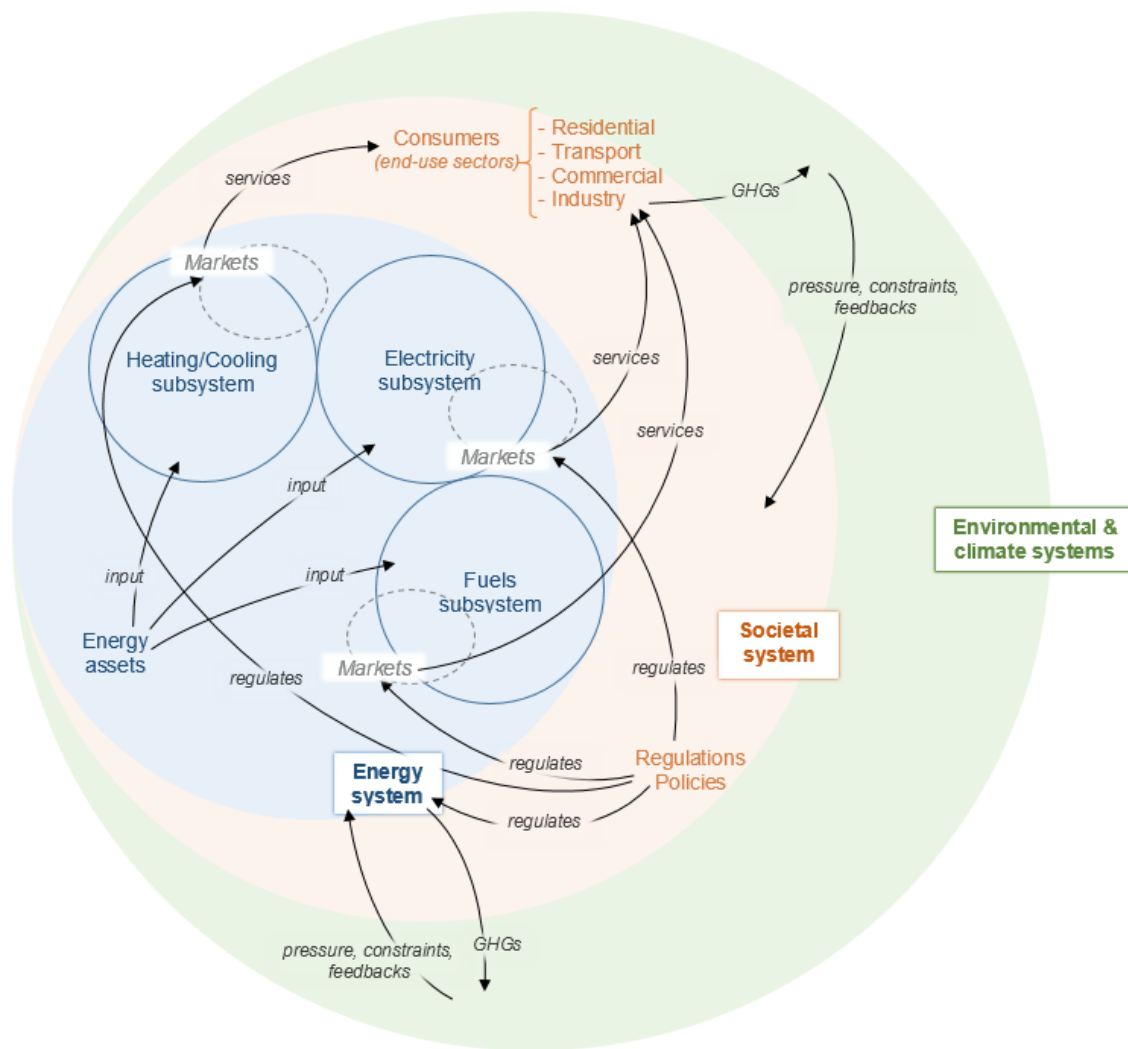 Consumers
(end-use sectors)
- Residential
- Transport
- Commercial
- Industry
services
GHGs
Markets
pressure, constraints,
feedbacks
Heating/Cooling
subsystem
Electricity
subsystem
services
services
Markets
input
Environmental &
climate systems
input
input
Fuels
subsystem
Energy
assets
Societal
system
Markets
regulates
regulates
Regulations
Policies
regulates
Energy
system
regulates
pressure, constraints,
feedbacks
GHGs